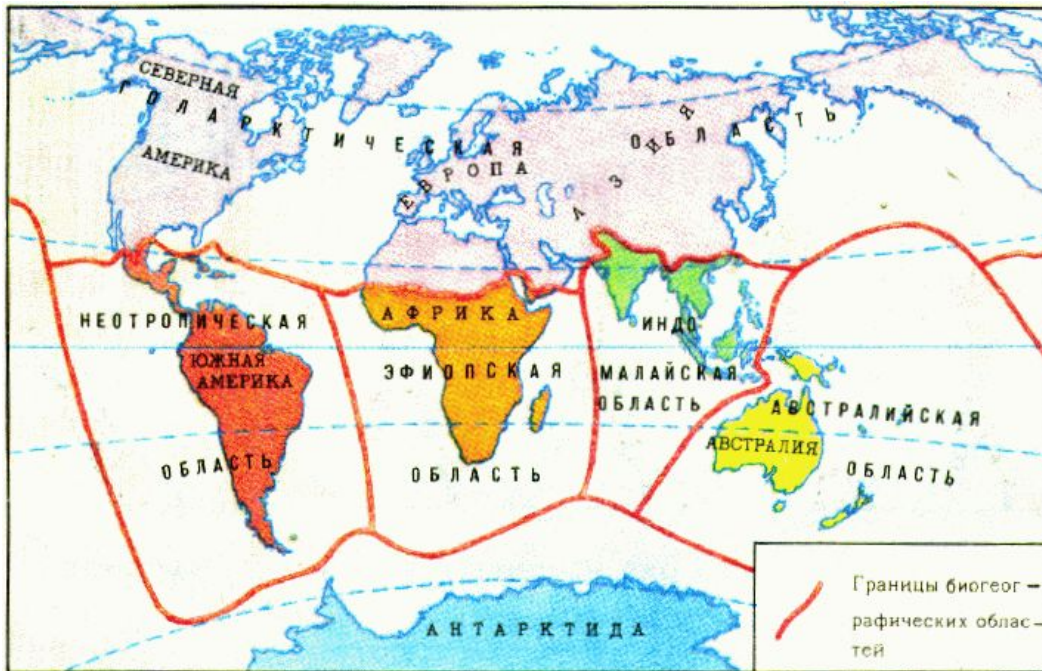 СЕВЕРНАЯ
АМЕРИКА
ГОЛАРКТИЧЕСКАЯ ОБЛАСТЬ
ЕВРОПА
АЗИЯ
НЕОТРОПИЧЕСКАЯ
ОБЛАСТЬ
ЮЖНАЯ
АМЕРИКА
АФРИКА
ЭФИОПСКАЯ
ОБЛАСТЬ
ИНДО
МАЛАЙСКАЯ
ОБЛАСТЬ
АВСТРАЛИЙСКАЯ
ОБЛАСТЬ
АВСТРАЛИЯ
АНТАРКТИДА
Границы биогеог-
рафических облас-
тей